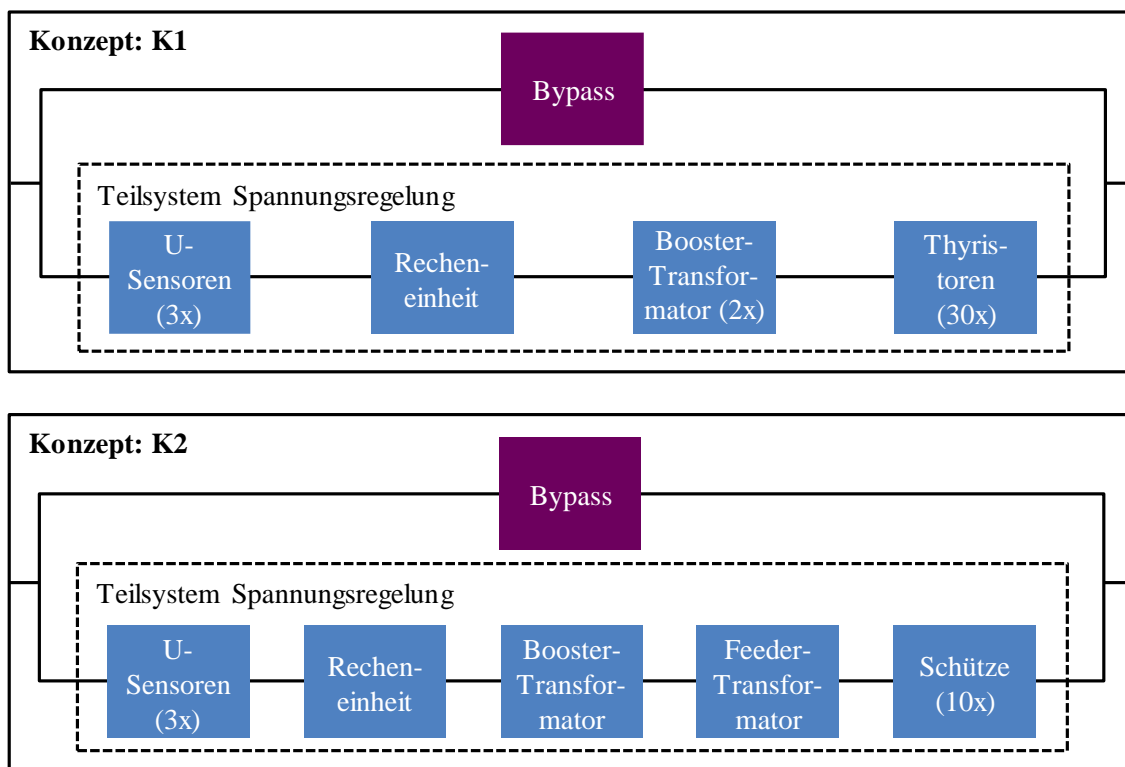 Konzept: K1
Bypass
Teilsystem Spannungsregelung
U-
Sensoren
(3x)
Rechen-
einheit
Booster-
Transfor-
mator (2x)
Thyris-
toren
(30x)
Konzept: K2
Bypass
Teilsystem Spannungsregelung
U-
Sensoren
(3x)
Rechen-
einheit
Booster-
Transfor-
mator
Feeder-
Transfor-
mator
Schütze
(10x)